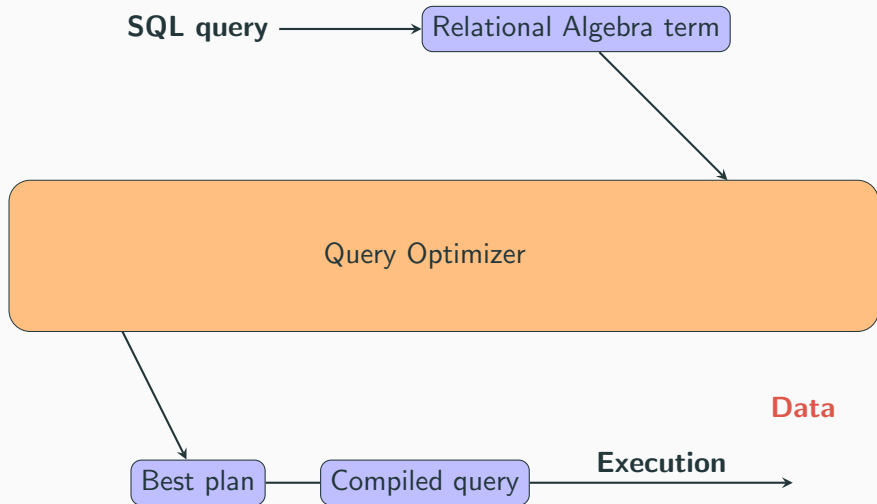 SQL query
Relational Algebra term
Query Optimizer
Data
Best plan
Compiled query
Execution